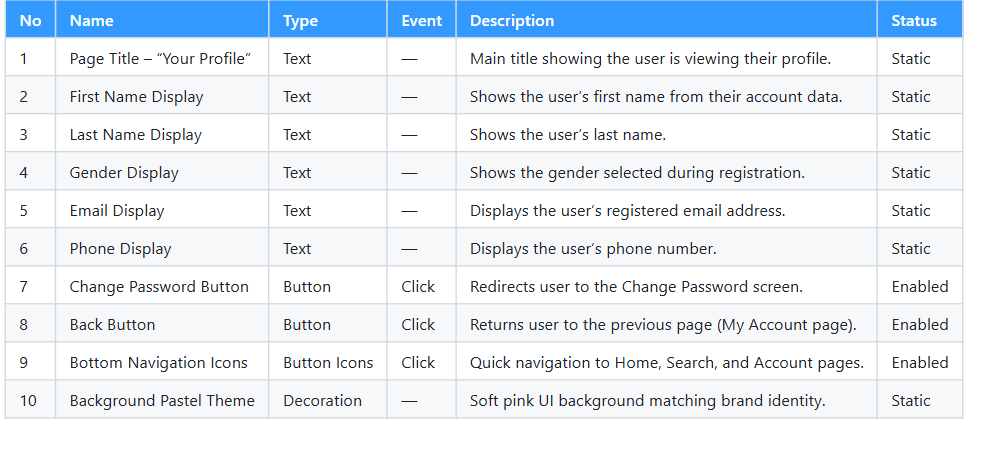 No Name Type Event Description Status
1 Page Title – “Your Profile” Text — Main title showing the user is viewing their profile. Static
2 First Name Display Text — Shows the user’s first name from their account data. Static
3 Last Name Display Text — Shows the user’s last name. Static
4 Gender Display Text — Shows the gender selected during registration. Static
5 Email Display Text — Displays the user’s registered email address. Static
6 Phone Display Text — Displays the user’s phone number. Static
7 Change Password Button Button Click Redirects user to the Change Password screen. Enabled
8 Back Button Button Click Returns user to the previous page (My Account page). Enabled
9 Bottom Navigation Icons Button Icons Click Quick navigation to Home, Search, and Account pages. Enabled
10 Background Pastel Theme Decoration — Soft pink UI background matching brand identity. Static